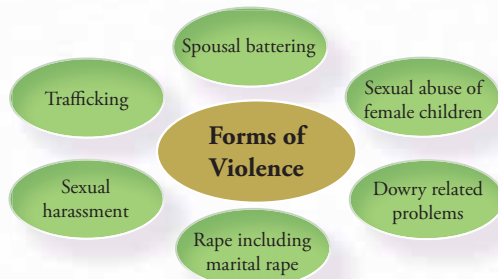 Spousal battering
Trafficking
Sexual abuse of
female children
Forms of
Violence
Sexual
harassment
Dowry related
problems
Rape including
marital rape